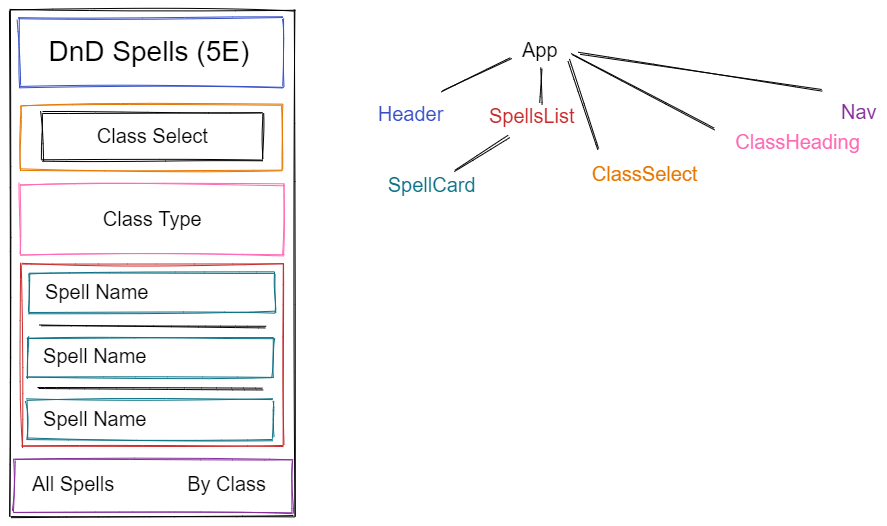 DnD Spells (5E)
Class Select
Class Type
Spell Name
Spell Name
Spell Name
All Spells
By Class
App
Header
SpellsList
Nav
ClassHeading
SpellCard
ClassSelect